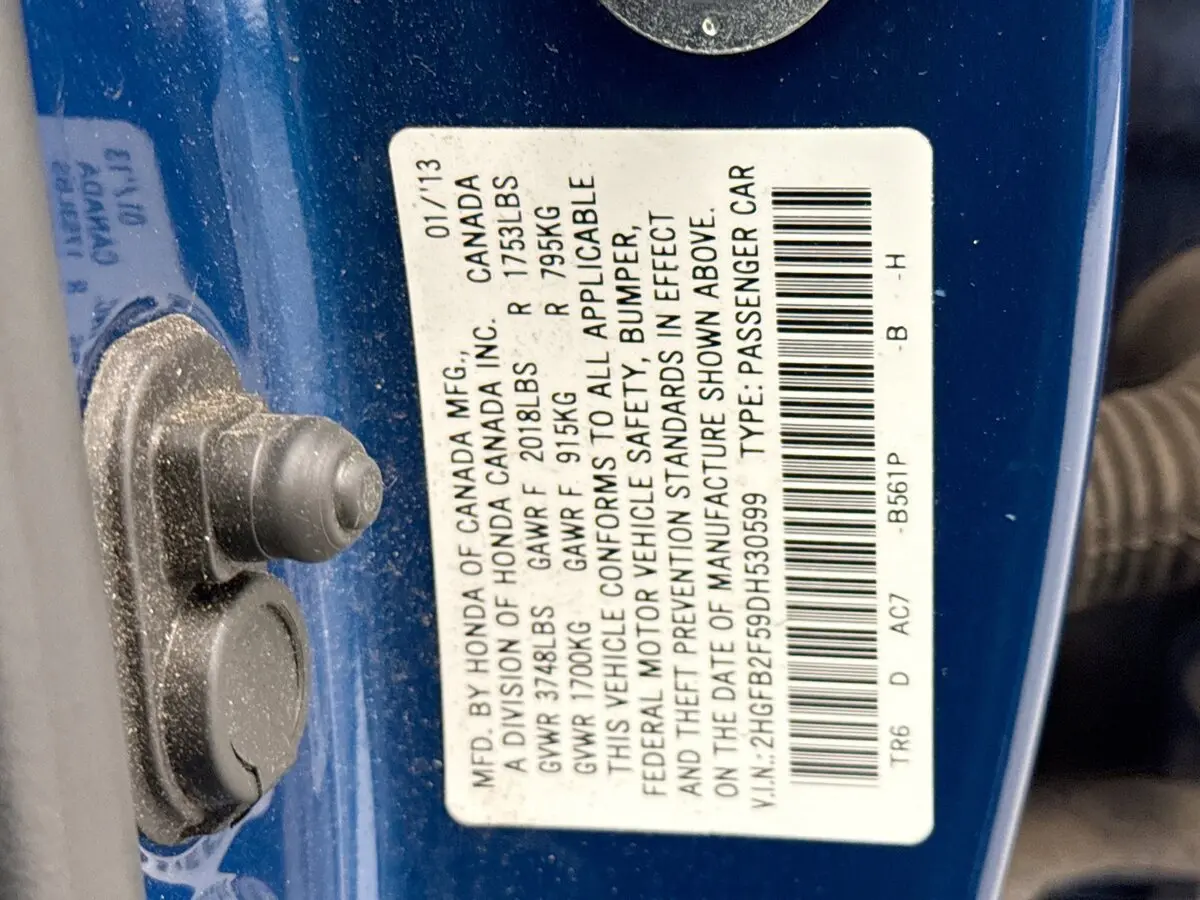 01/'13
MFD. BY HONDA OF CANADA MFG.,
A DIVISION OF HONDA CANADA INC. CANADA
GVWR 3748LBS GAWR F 2018LBS R 1753LBS
GVWR 1700KG GAWR F 915KG R 795KG
THIS VEHICLE CONFORMS TO ALL APPLICABLE
FEDERAL MOTOR VEHICLE SAFETY, BUMPER,
AND THEFT PREVENTION STANDARDS IN EFFECT
ON THE DATE OF MANUFACTURE SHOWN ABOVE.
V.I.N.: 2HGFB2F59DH530599 TYPE: PASSENGER CAR
TR6 D AC7 -B561P -B -H